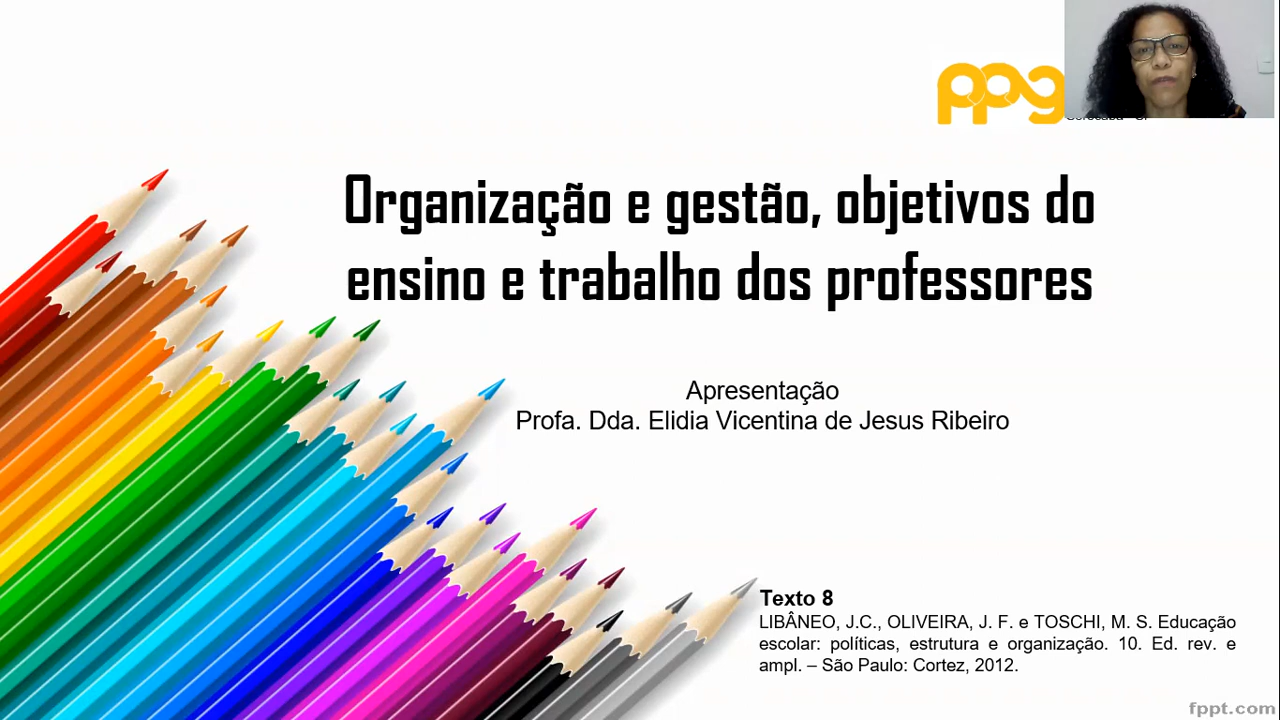 ppg
Organização e gestão, objetivos do
ensino e trabalho dos professores
Apresentação
Profa. Dda. Elidia Vicentina de Jesus Ribeiro
Texto 8
LIBÂNEO, J.C., OLIVEIRA, J. F. e TOSCHI, M. S. Educação
escolar: políticas, estrutura e organização. 10. Ed. rev. e
ampl. – São Paulo: Cortez, 2012.
fppt.com